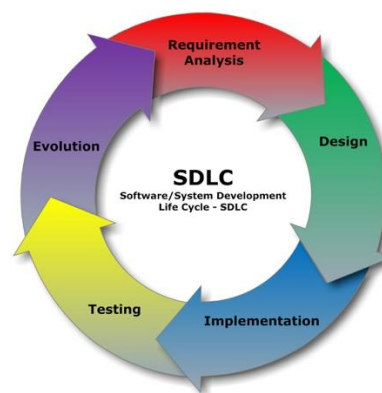 Requirement
Analysis
Design
Evolution
SDLC
Software/System Development
Life Cycle - SDLC
Testing
Implementation